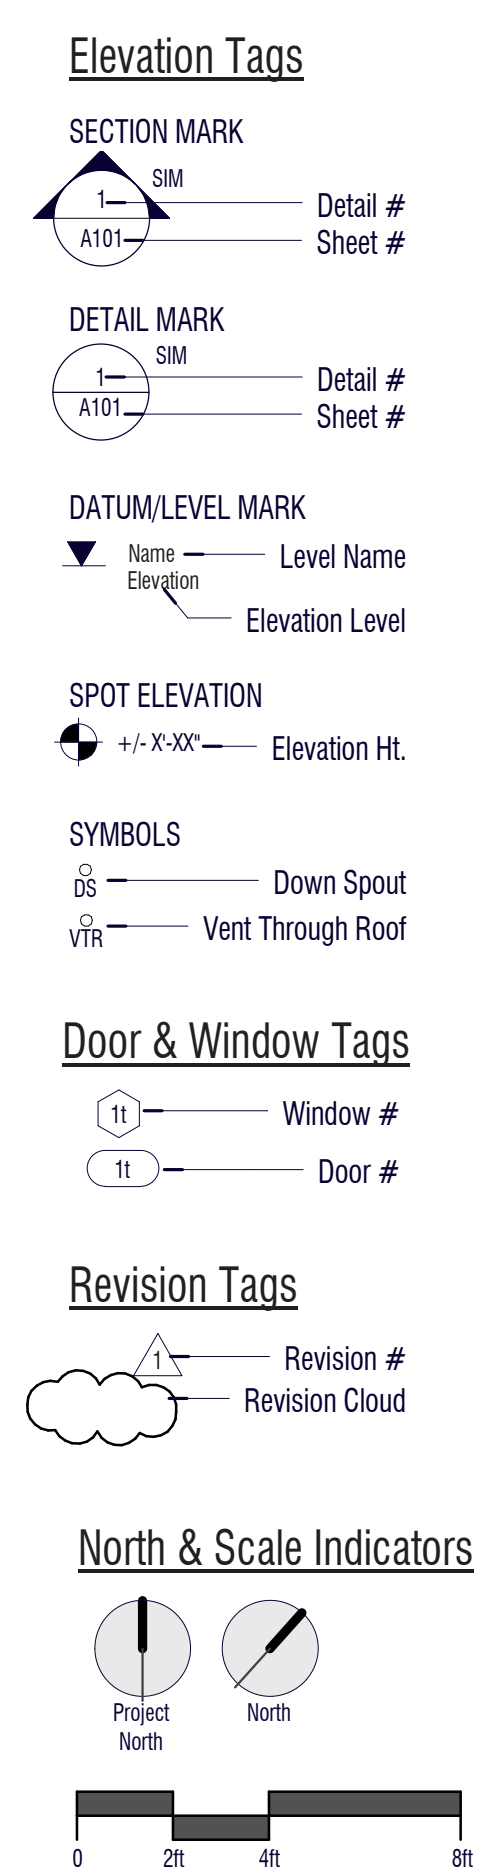 Elevation Tags
SECTION MARK
SIM
1
Detail #
A101
Sheet #
DETAIL MARK
SIM
1
Detail #
A101
Sheet #
DATUM/LEVEL MARK
Name
Level Name
Elevation
Elevation Level
SPOT ELEVATION
+/- X'-XX"
Elevation Ht.
SYMBOLS
DS
Down Spout
VTR
Vent Through Roof
Door & Window Tags
1t
Window #
1t
Door #
Revision Tags
1
Revision #
Revision Cloud
North & Scale Indicators
Project
North
North
0 2ft 4ft 8ft